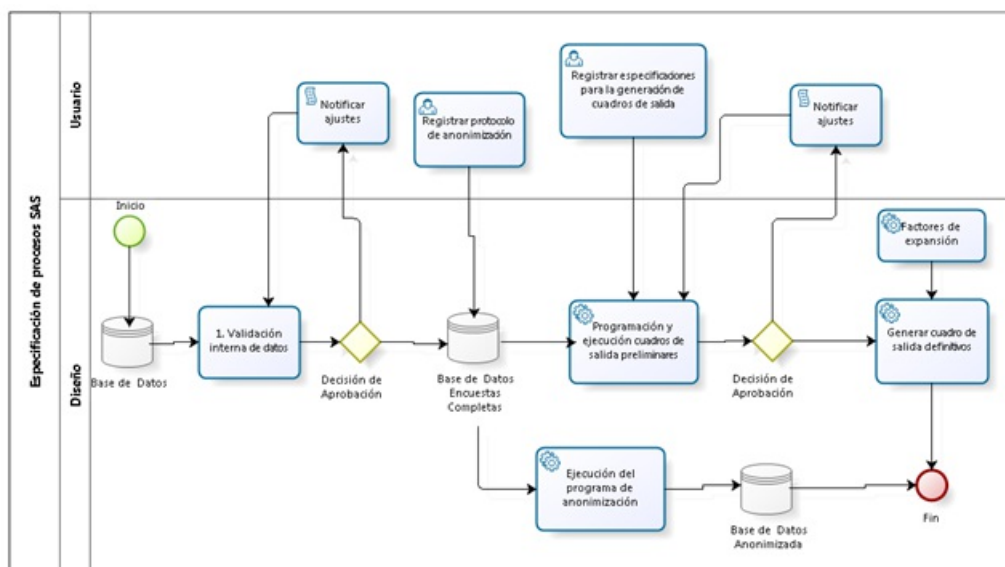 Especificación de procesos SAS
Usuario
Notificar
ajustes
Registrar protocolo
de anonimización
Registrar especificaciones
para la generación de
cuadros de salida
Notificar
ajustes
Diseño
Inicio
Base de Datos
1. Validación
interna de datos
Decisión de
Aprobación
Base de Datos
Encuestas
Completas
Programación y
ejecución cuadros de
salida preliminares
Decisión de
Aprobación
Factores de
expansión
Generar cuadro de
salida definitivos
Ejecución del
programa de
anonimización
Base de Datos
Anonimizada
Fin